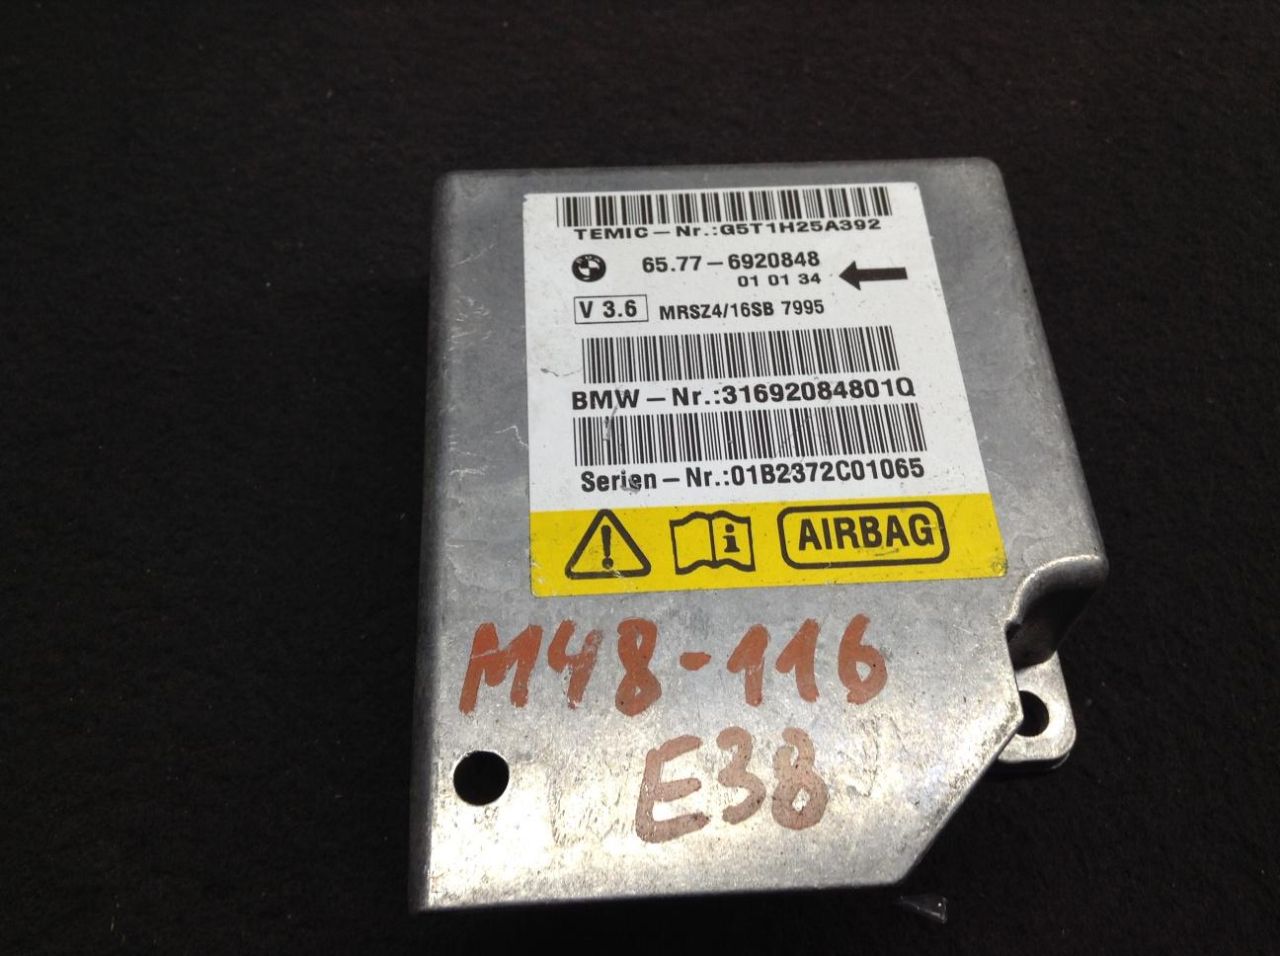 TEMIC-Nr.:G5T1H25A392
65.77-6920848
01 01 34
V 3.6 MRSZ4/16SB 7995
BMW-Nr.:31692084801Q
Serien-Nr.:01B2372C01065
AIRBAG
M48-116
E38